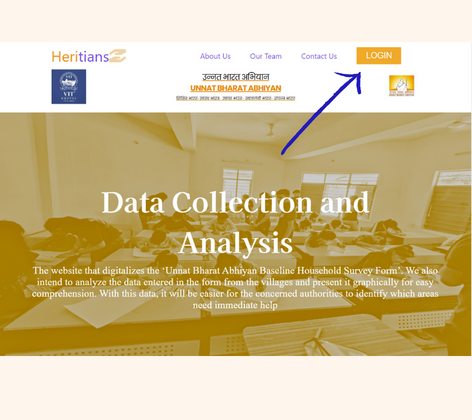 Heritians
About Us
Our Team
Contact Us
LOGIN
VIT
उन्नत भारत अभियान
UNNAT BHARAT ABHIYAN
Data Collection and
Analysis
The website that digitalizes the ‘Unnat Bharat Abhiyan Baseline Household Survey Form’. We also
intend to analyze the data entered in the form from the villages and present it graphically for easy
comprehension. With this data, it will be easier for the concerned authorities to identify which areas
need immediate help